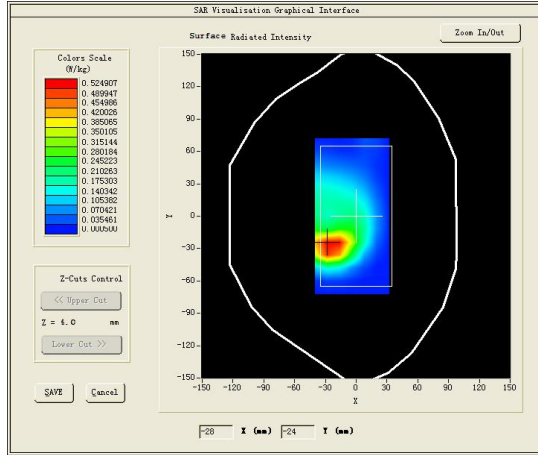 SAR Visualisation Graphical Interface
Surface Radiated Intensity
Zoom In/Out
Colors Scale
(W/kg)
0.524907
0.489947
0.454986
0.420026
0.385065
0.350105
0.315144
0.280184
0.245223
0.210263
0.175303
0.140342
0.105382
0.070421
0.035461
0.000500
Z-Cuts Control
<< Upper Cut
Z = 4.0 mm
Lower Cut >>
SAVE
Cancel
150
120
90
60
30
0
-30
-60
-90
-120
-150
Y
-150 -120 -90 -60 -30 0 30 60 90 120 150
X
-28 X (mm) -24 Y (mm)